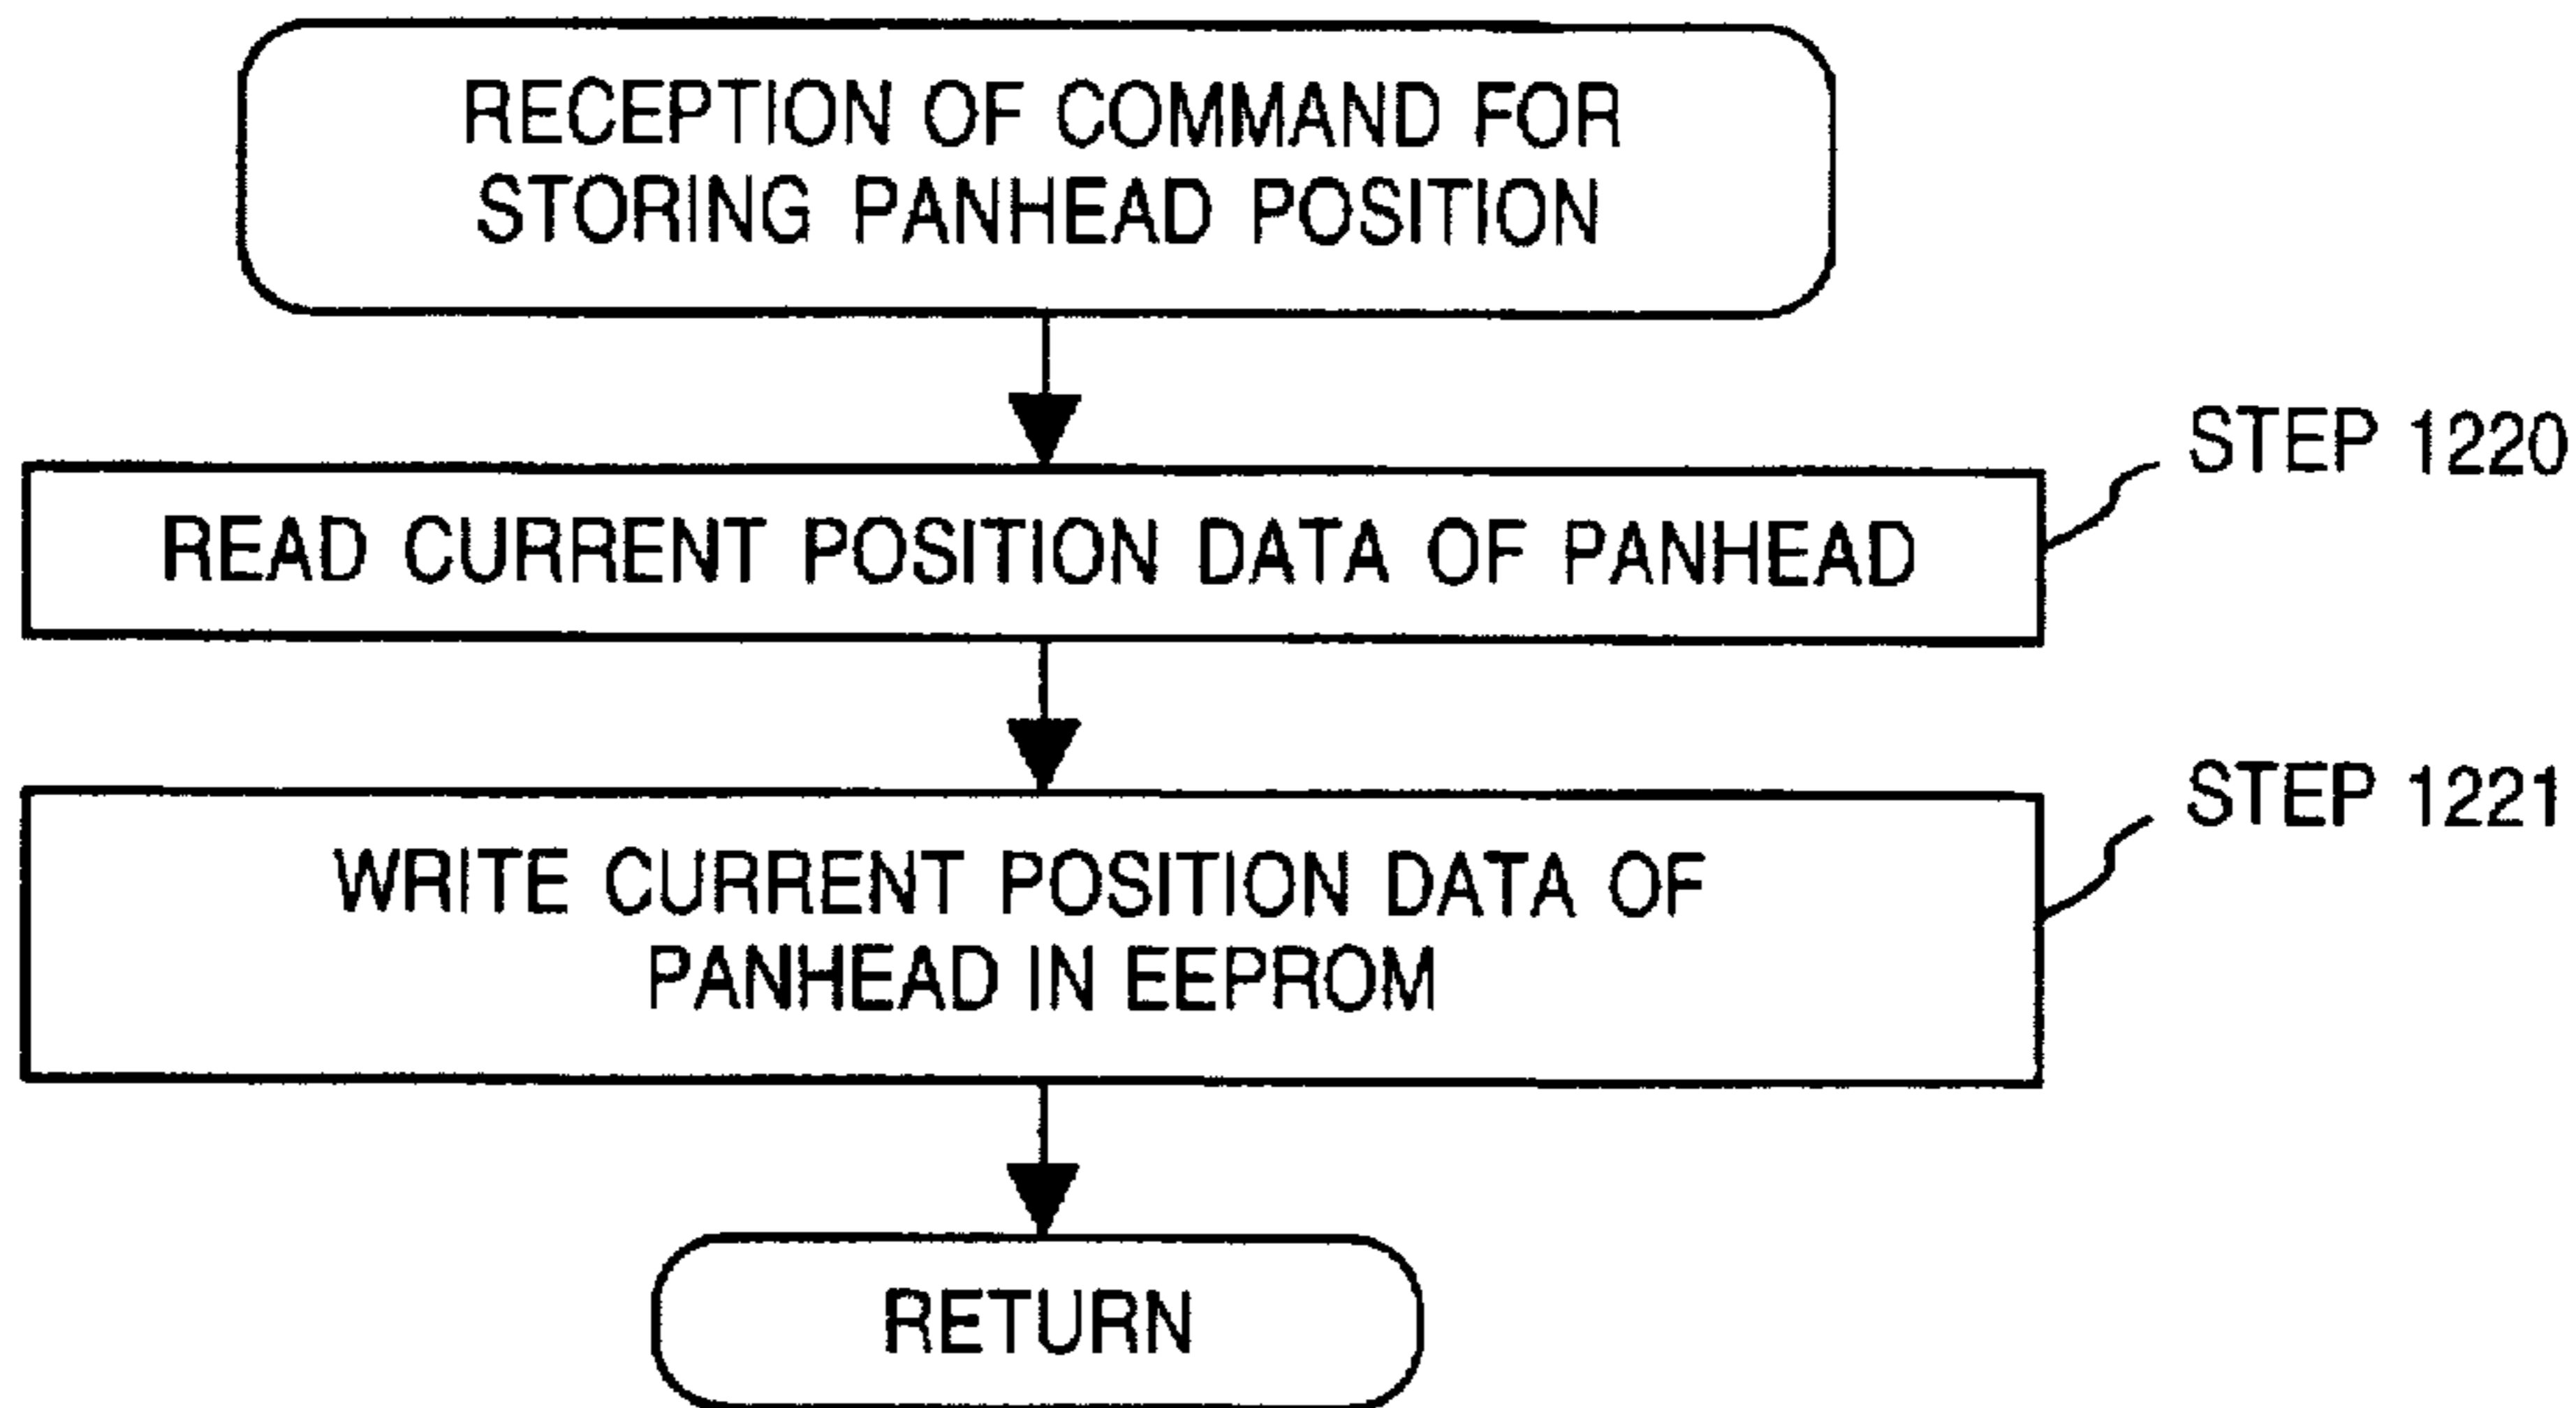 RECEPTION OF COMMAND FOR
STORING PANHEAD POSITION
STEP 1220
READ CURRENT POSITION DATA OF PANHEAD
STEP 1221
WRITE CURRENT POSITION DATA OF
PANHEAD IN EEPROM
RETURN